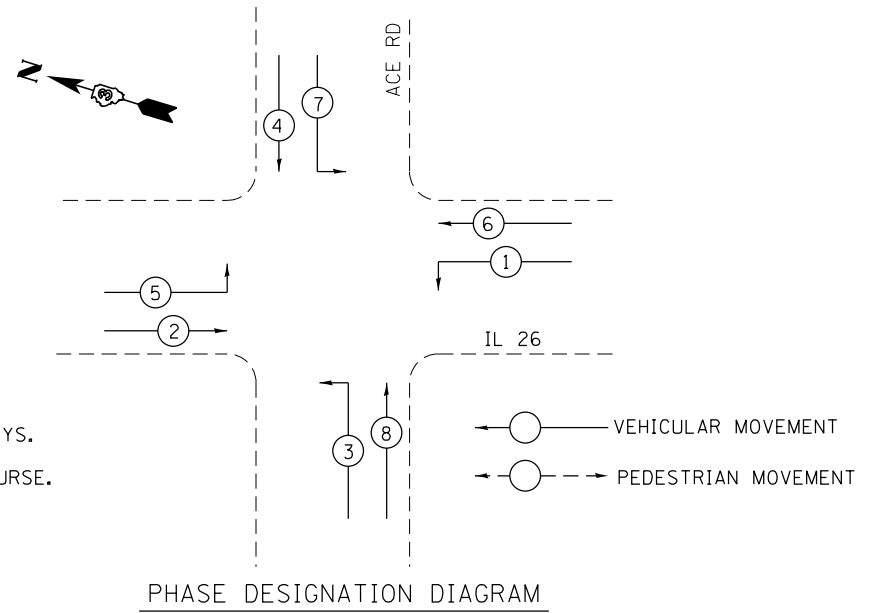 ACE RD
N
3
4
7
6
1
5
2
IL 26
3
8
YS.
URSE.
VEHICULAR MOVEMENT
PEDESTRIAN MOVEMENT
PHASE DESIGNATION DIAGRAM